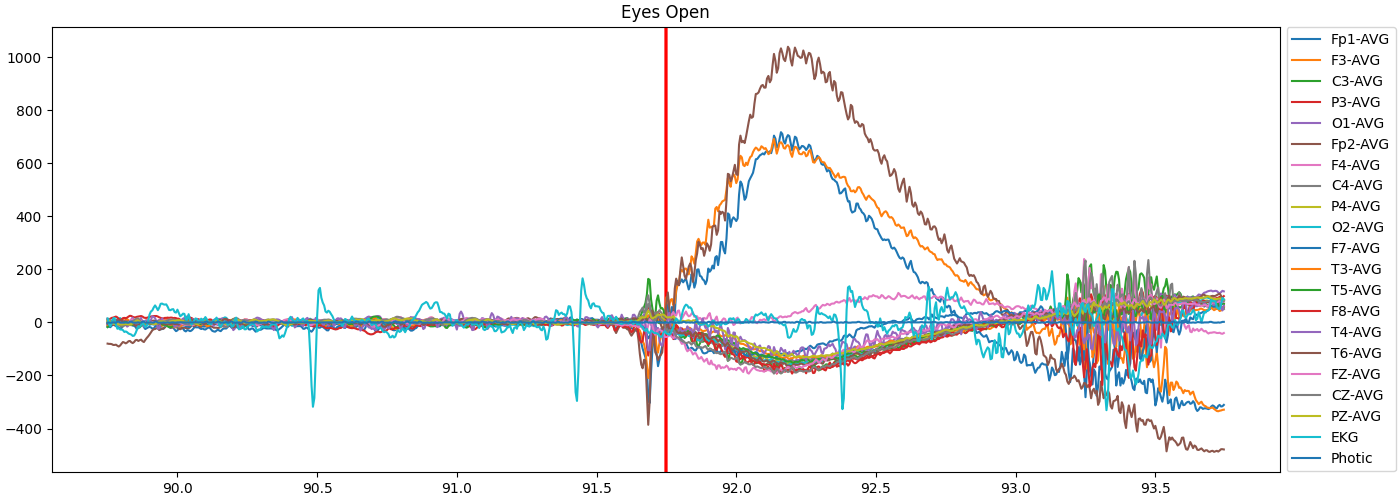 Eyes Open
1000
800
600
400
200
0
−200
−400
90.0 90.5 91.0 91.5 92.0 92.5 93.0 93.5
Fp1-AVG
F3-AVG
C3-AVG
P3-AVG
O1-AVG
Fp2-AVG
F4-AVG
C4-AVG
P4-AVG
O2-AVG
F7-AVG
T3-AVG
T5-AVG
F8-AVG
T4-AVG
T6-AVG
FZ-AVG
CZ-AVG
PZ-AVG
EKG
Photic